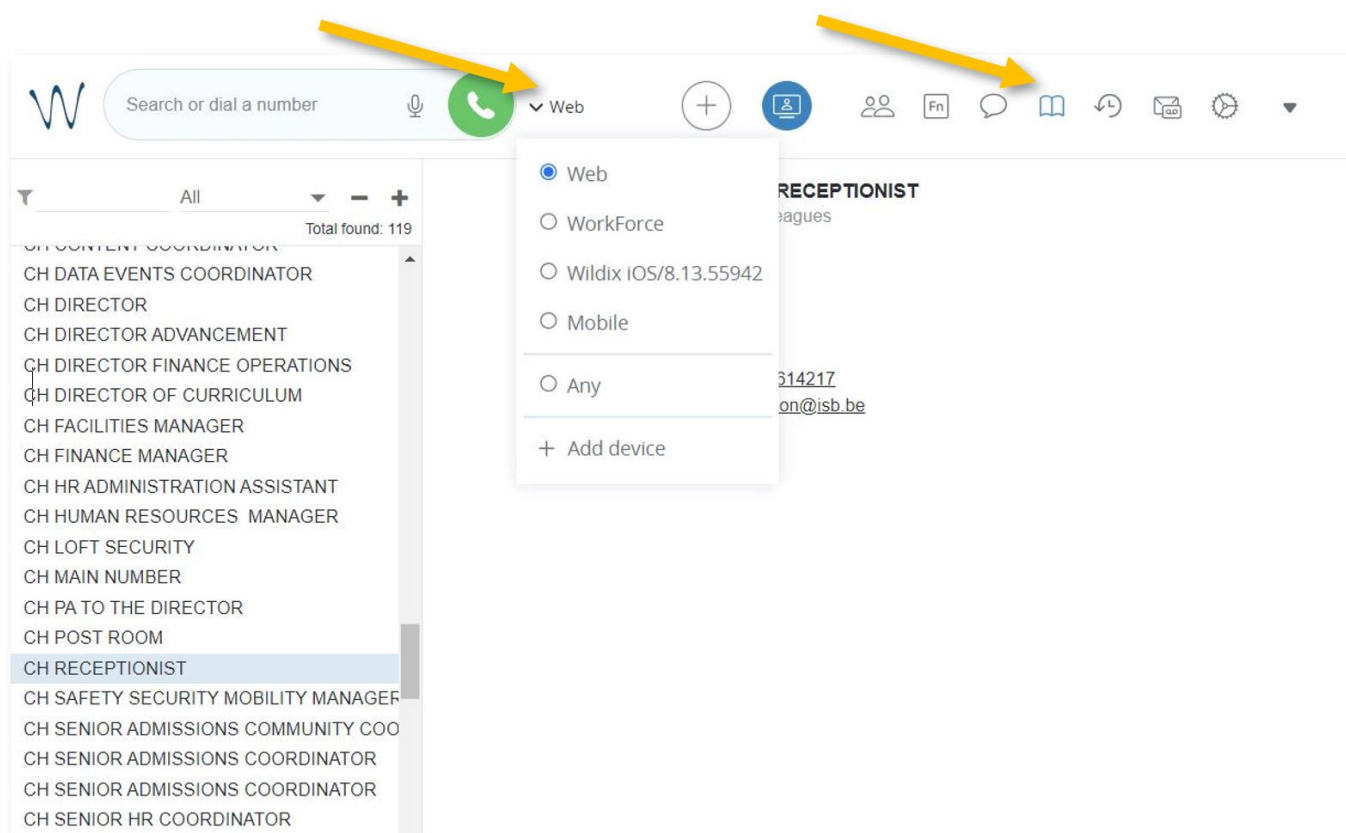 W
Search or dial a number
Web
Fn
All
Total found: 119
CH CONTENT COORDINATOR
CH DATA EVENTS COORDINATOR
CH DIRECTOR
CH DIRECTOR ADVANCEMENT
CH DIRECTOR FINANCE OPERATIONS
CH DIRECTOR OF CURRICULUM
CH FACILITIES MANAGER
CH FINANCE MANAGER
CH HR ADMINISTRATION ASSISTANT
CH HUMAN RESOURCES MANAGER
CH LOFT SECURITY
CH MAIN NUMBER
CH PA TO THE DIRECTOR
CH POST ROOM
CH RECEPTIONIST
CH SAFETY SECURITY MOBILITY MANAGER
CH SENIOR ADMISSIONS COMMUNITY COO
CH SENIOR ADMISSIONS COORDINATOR
CH SENIOR ADMISSIONS COORDINATOR
CH SENIOR HR COORDINATOR
Web
WorkForce
Wildix iOS/8.13.55942
Mobile
Any
+ Add device
RECEPTIONIST
eagues
614217
on@isb.be